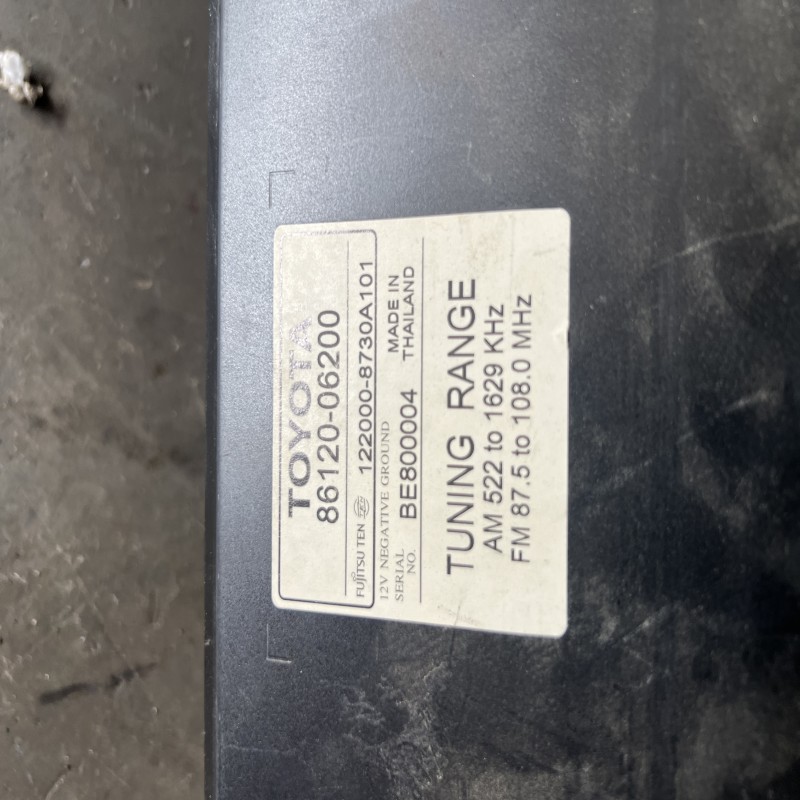 TOYOTA
86120-06200
FUJITSU TEN 122000-8730A101
12V NEGATIVE GROUND
SERIAL NO. BE800004
MADE IN THAILAND
TUNING RANGE
AM 522 to 1629 KHz
FM 87.5 to 108.0 MHz